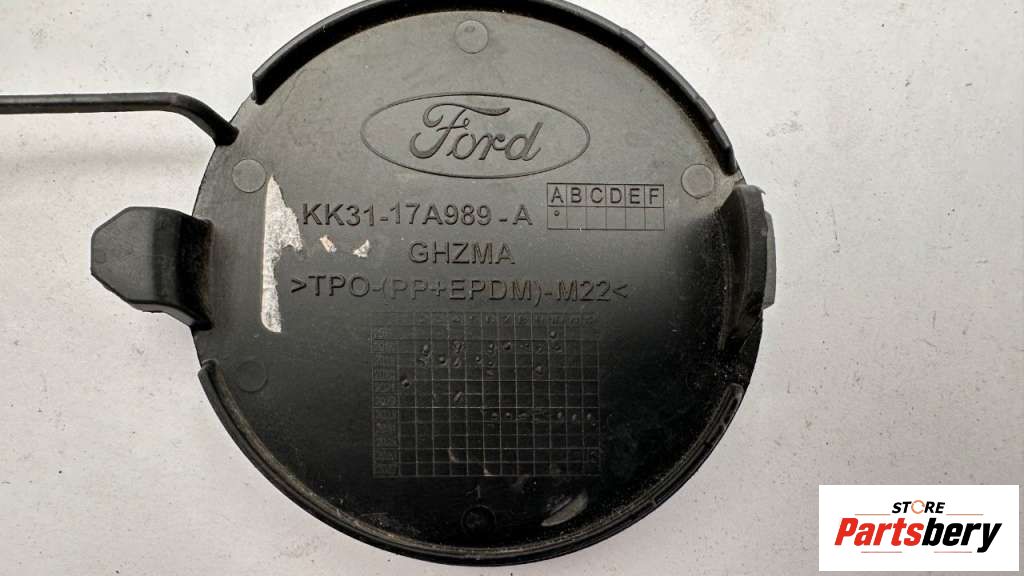 Ford
KK31-17A989-A
ABCDEF
GHZMA
>TPO-(PP+EPDM)-M22<
STORE
Partsbery